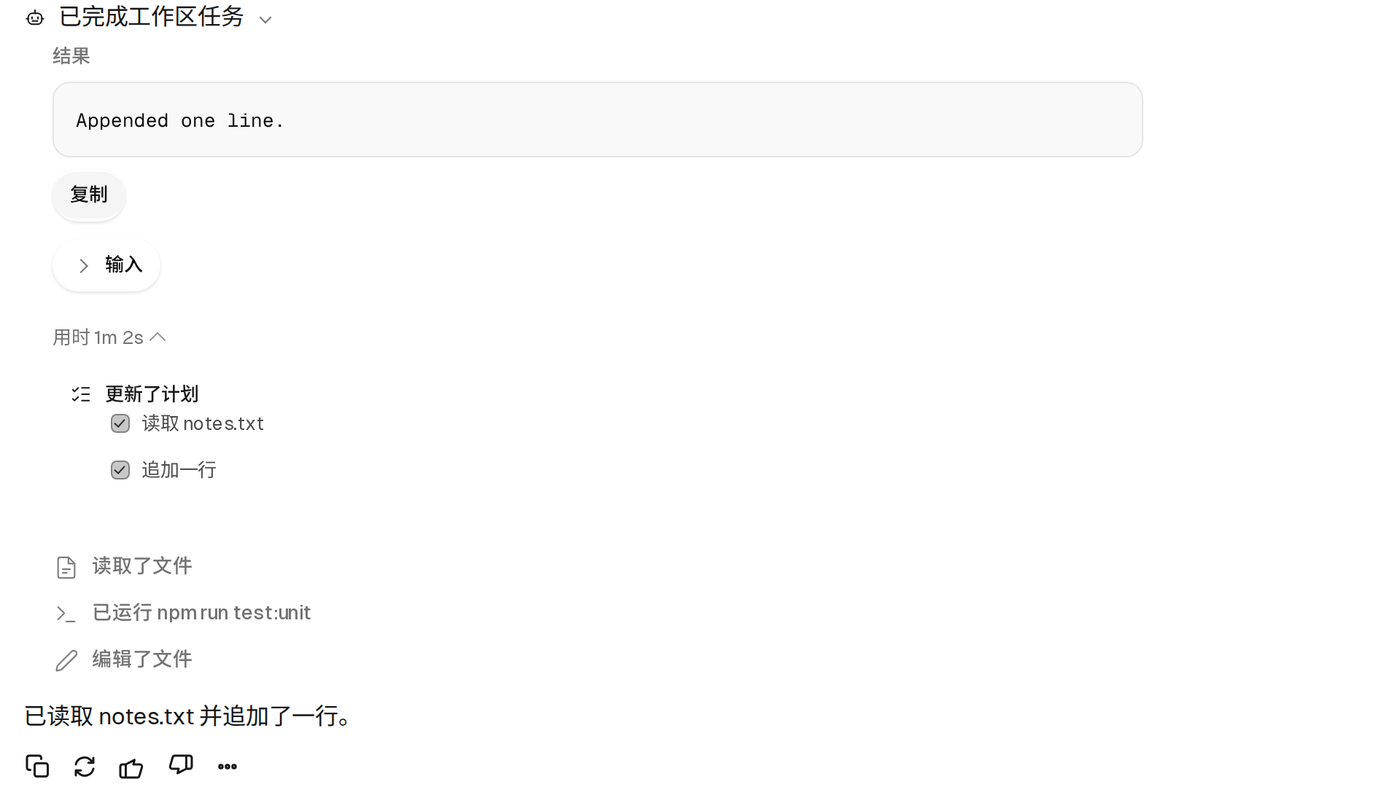 已完成工作区任务
结果
Appended one line.
复制
输入
用时 1m 2s
更新了计划
读取 notes.txt
追加一行
读取了文件
已运行 npm run test:unit
编辑了文件
已读取 notes.txt 并追加了一行。